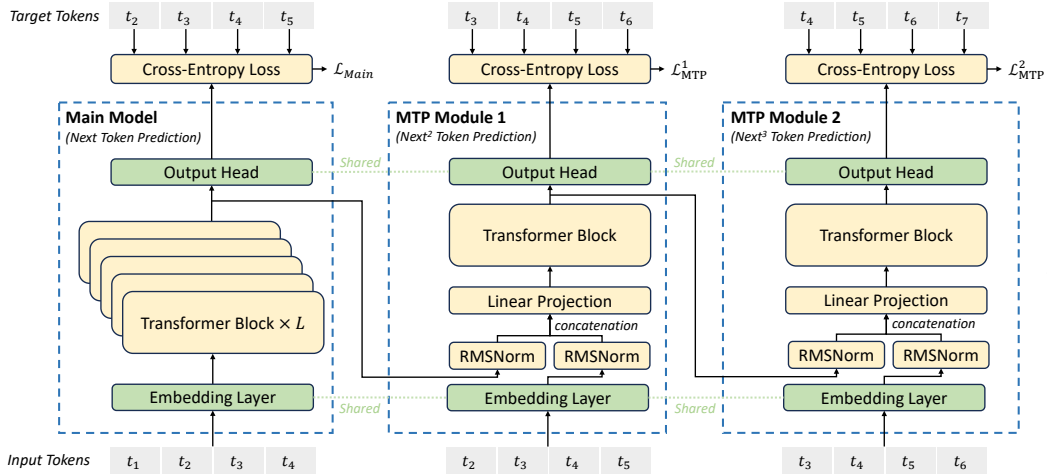 Target Tokens t₂ t₃ t₄ t₅ t₃ t₄ t₅ t₆ t₄ t₅ t₆ t₇
Cross-Entropy Loss ℒ_Main Cross-Entropy Loss ℒ¹_MTP Cross-Entropy Loss ℒ²_MTP
Main Model
(Next Token Prediction)
MTP Module 1
(Next² Token Prediction)
MTP Module 2
(Next³ Token Prediction)
Output Head Shared Output Head Shared Output Head
Transformer Block × L
Transformer Block
Transformer Block
Linear Projection
Linear Projection
concatenation
concatenation
RMSNorm RMSNorm
RMSNorm RMSNorm
Embedding Layer Shared Embedding Layer Shared Embedding Layer
Input Tokens t₁ t₂ t₃ t₄ t₂ t₃ t₄ t₅ t₃ t₄ t₅ t₆